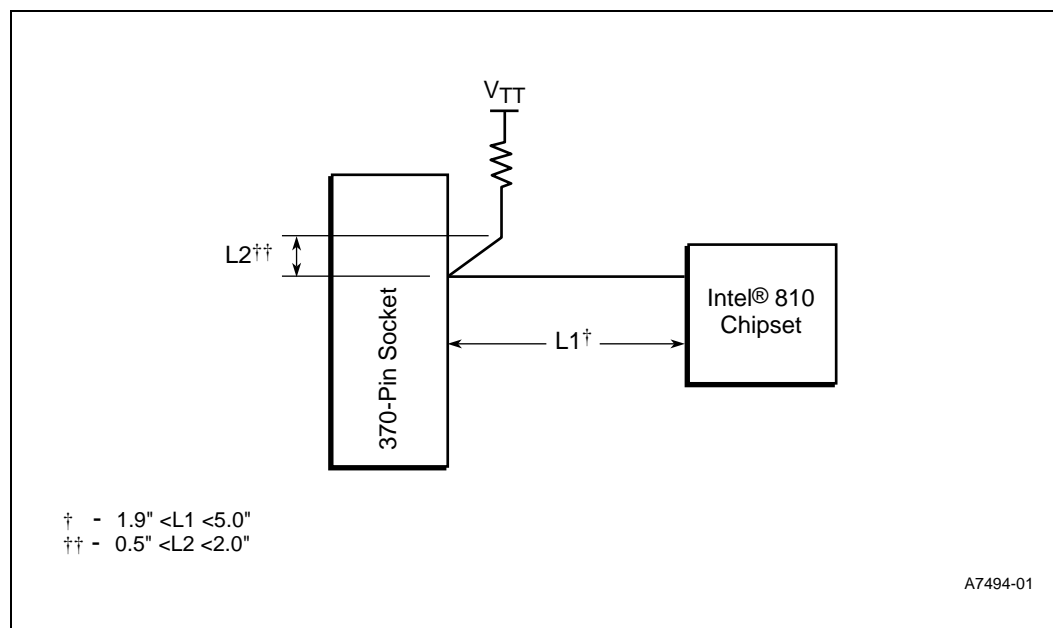 VTT
L2††
370-Pin Socket
L1†
Intel® 810
Chipset
† - 1.9" <L1 <5.0"
†† - 0.5" <L2 <2.0"
A7494-01